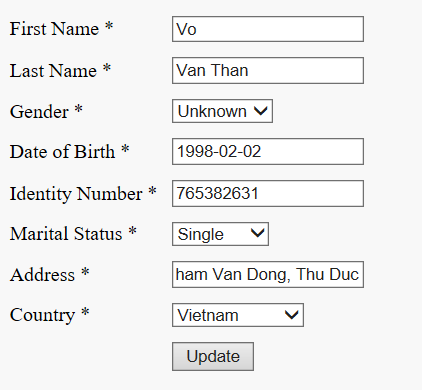 First Name * Vo
Last Name * Van Than
Gender * Unknown
Date of Birth * 1998-02-02
Identity Number * 765382631
Marital Status * Single
Address * ham Van Dong, Thu Duc
Country * Vietnam
Update